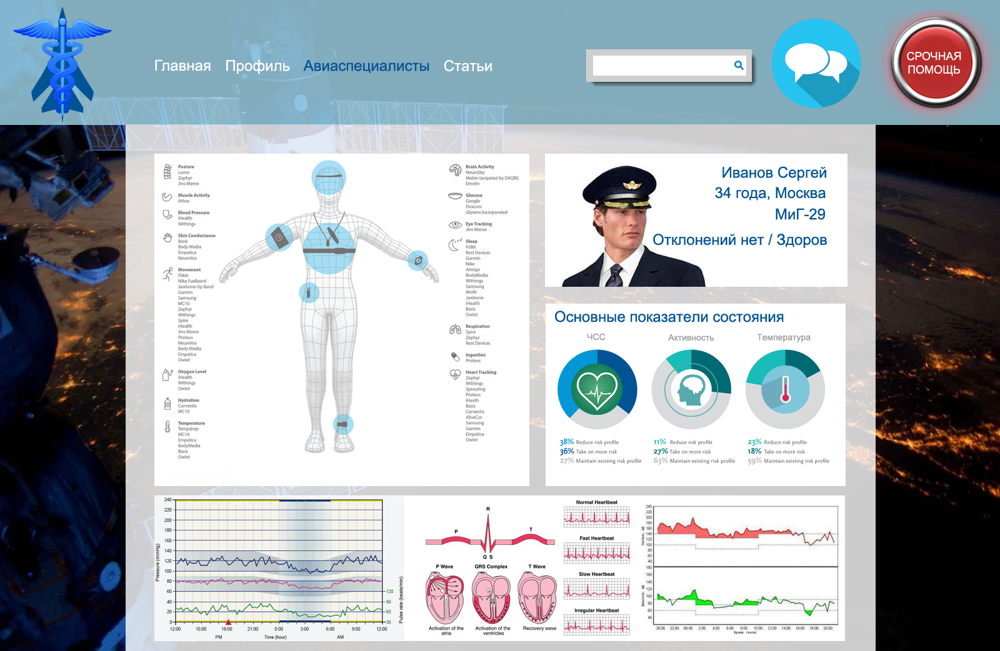 Главная Профиль Авиаспециалисты Статьи
СРОЧНАЯ
ПОМОЩЬ
Posture
Lumo
Zephyr
Jins Meme
Muscle Activity
Athos
Blood Pressure
iHealth
Withings
Skin Conductance
Basis
Body Media
Empatica
Neumitra
Movement
Fitbit
Nike Fuelband
Jawbone Up Band
Garmin
Samsung
MC10
Zephyr
Withings
Spire
iHealth
Jins Meme
Proteus
Neumitra
Body Media
Empatica
Owlet
Oxygen Level
iHealth
Withings
Owlet
Hydration
Corventis
MC10
Temperature
Tempdrop
MC10
Empatica
BodyMedia
Basis
Owlet
Brain Activity
NeuroSky
Melon (acquired by DAQRI)
Emotiv
Glucose
Google
Dexcom
Glysens Incorporated
Eye Tracking
Jins Meme
Sleep
FitBit
Rest Devices
Garmin
Nike
Amiigo
BodyMedia
Withings
Samsung
Misfit
Jawbone
iHealth
Basis
Owlet
Respiration
Spire
Zephyr
Rest Devices
Ingestion
Proteus
Heart Tracking
Zephyr
Withings
Sprouting
Proteus
iHeath
Basis
Corventis
AliveCor
Samsung
Garmin
Empatica
Owlet
Иванов Сергей
34 года, Москва
МиГ-29
Отклонений нет / Здоров
Основные показатели состояния
ЧСС Активность Температура
38% Reduce risk profile
36% Take on more risk
27% Maintain existing risk profile
11% Reduce risk profile
27% Take on more risk
63% Maintain existing risk profile
23% Reduce risk profile
18% Take on more risk
59% Maintain existing risk profile
Pressure (mmHg)
240
220
200
180
160
140
120
100
80
60
40
20
0
120
90
60
30
Pulse rate (beats/min)
12:00 15:00 18:00 21:00 0:00 3:00 6:00 9:00 12:00
PM Time (hour) AM
R
P T
Q S
P Wave QRS Complex T Wave
Activation of the
atria
Activation of the
ventricles
Recovery wave
Normal Heartbeat
Fast Heartbeat
Slow Heartbeat
Irregular Heartbeat
240
220
200
180
160
140
120
100
80
60
40
180
160
140
120
100
80
60
40
20:00 22:00 00:00 2:00 4:00 6:00 8:00 10:00 12:00 14:00 16:00 18:00 20:00
Время (часы)